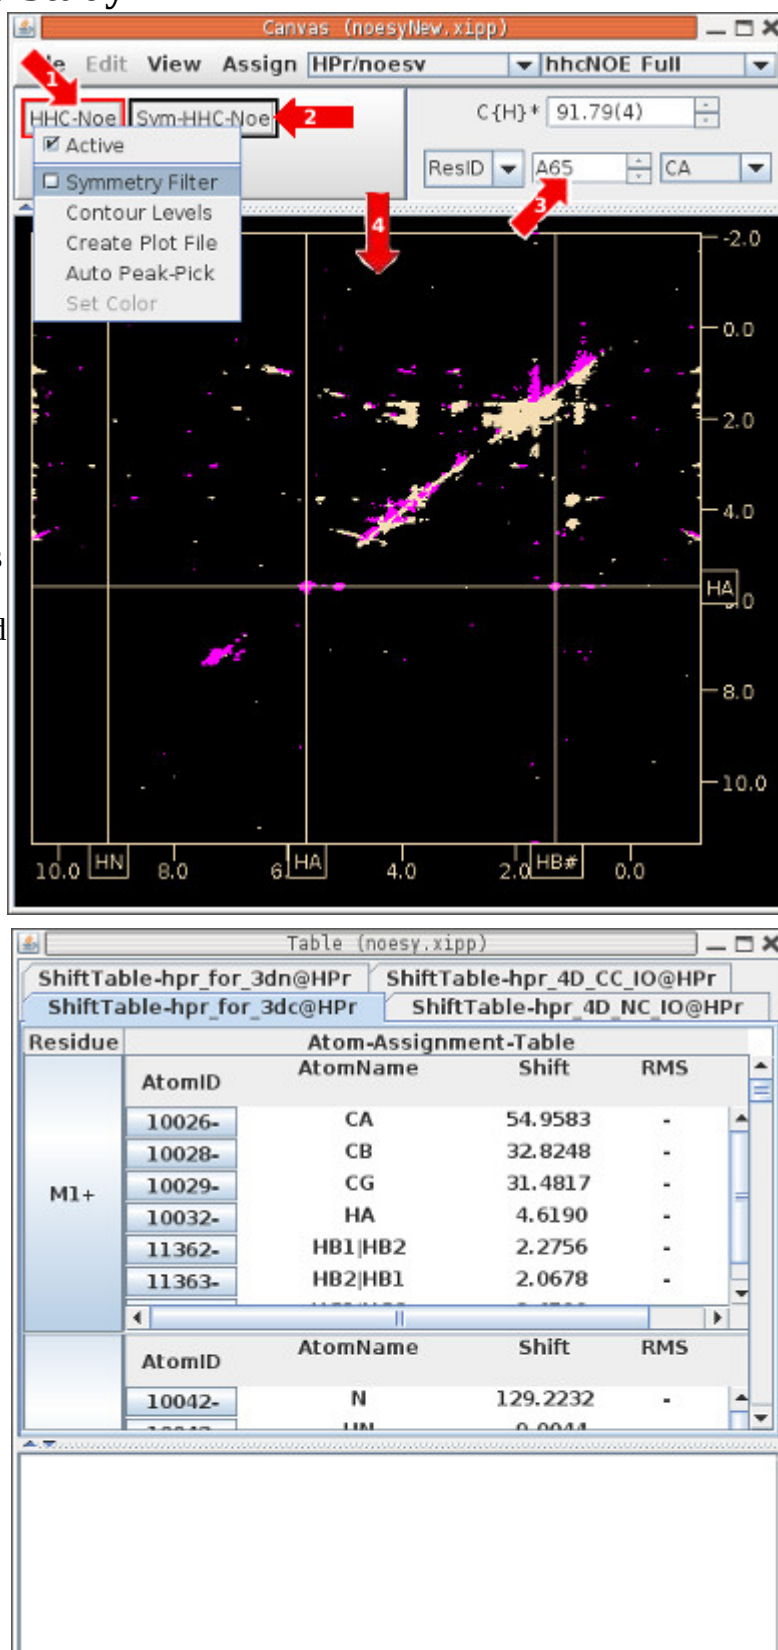 Canvas (noesyNew.xipp)
Edit View Assign HPr/noesy hhcNOE Full
1
HHC-Noe Sym-HHC-Noe 2 C{H}* 91.79(4)
Active
ResID A65 CA
Symmetry Filter
3
Contour Levels
4
Create Plot File
Auto Peak-Pick
Set Color
-2.0
0.0
2.0
4.0
HA
8.0
10.0
10.0 HN 8.0 6. HA 4.0 2.0 HB# 0.0
Table (noesy.xipp)
ShiftTable-hpr_for_3dn@HPr ShiftTable-hpr_4D_CC_IO@HPr
ShiftTable-hpr_for_3dc@HPr ShiftTable-hpr_4D_NC_IO@HPr
Residue Atom-Assignment-Table
AtomID AtomName Shift RMS
10026- CA 54.9583 -
10028- CB 32.8248 -
M1+ 10029- CG 31.4817 -
10032- HA 4.6190 -
11362- HB1|HB2 2.2756 -
11363- HB2|HB1 2.0678 -
AtomID AtomName Shift RMS
10042- N 129.2232 -